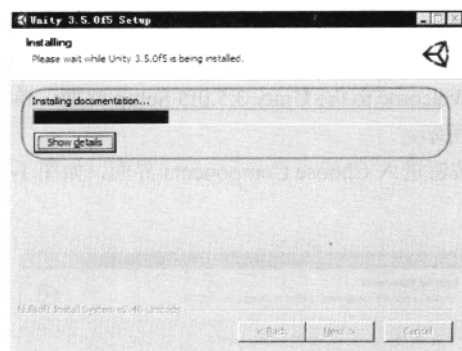 Unity 3.5.0f5 Setup
Installing
Please wait while Unity 3.5.0f5 is being installed.
Installing documentation...
Show details
Nullsoft Install System v2.46-Unicode
< Back
Next >
Cancel